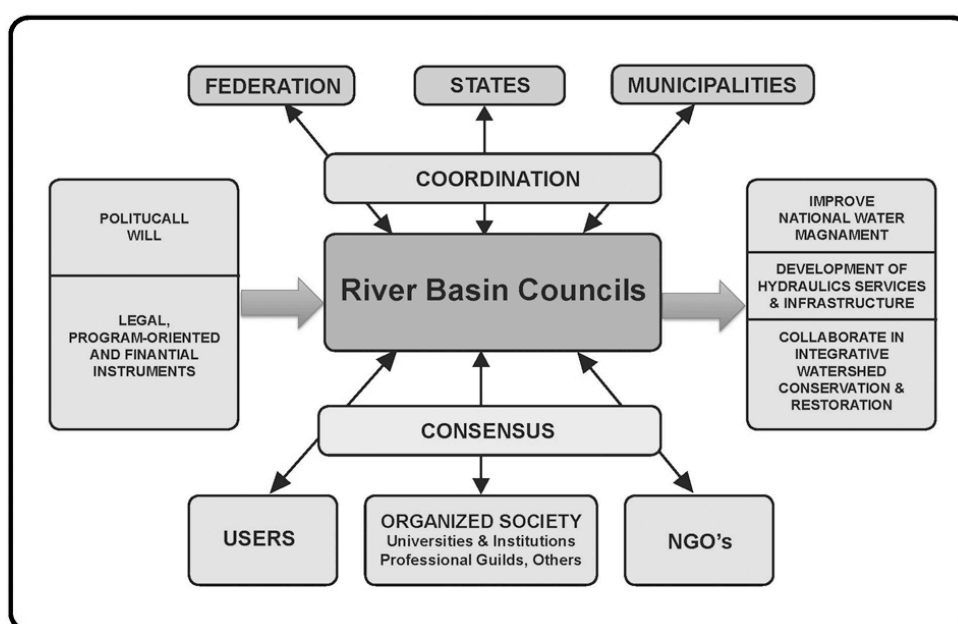 FEDERATION
STATES
MUNICIPALITIES
COORDINATION
POLITUCALL
WILL
LEGAL,
PROGRAM-ORIENTED
AND FINANTIAL
INSTRUMENTS
River Basin Councils
IMPROVE
NATIONAL WATER
MAGNAMENT
DEVELOPMENT OF
HYDRAULICS SERVICES
& INFRASTRUCTURE
COLLABORATE IN
INTEGRATIVE
WATERSHED
CONSERVATION &
RESTORATION
CONSENSUS
USERS
ORGANIZED SOCIETY
Universities & Institutions
Professional Guilds, Others
NGO's